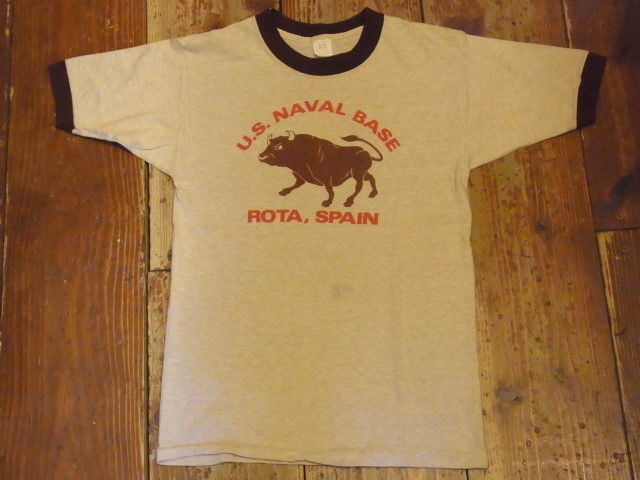 U.S. NAVAL BASE
ROTA, SPAIN